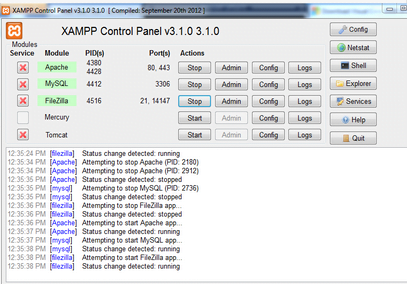 XAMPP Control Panel v3.1.0 3.1.0 [ Compiled: September 20th 2012 ]
XAMPP Control Panel v3.1.0 3.1.0
Config
Modules
Service Module PID(s) Port(s) Actions
Netstat
Apache 4380 4428 80, 443 Stop Admin Config Logs
Shell
MySQL 4412 3306 Stop Admin Config Logs
Explorer
FileZilla 4516 21, 14147 Stop Admin Config Logs
Services
Mercury Start Admin Config Logs
Help
Tomcat Start Admin Config Logs
Quit
12:35:24 PM [filezilla] Status change detected: running
12:35:34 PM [Apache] Attempting to stop Apache (PID: 2180)
12:35:34 PM [Apache] Attempting to stop Apache (PID: 2912)
12:35:35 PM [Apache] Status change detected: stopped
12:35:35 PM [mysql] Attempting to stop MySQL (PID: 2736)
12:35:35 PM [mysql] Status change detected: stopped
12:35:36 PM [filezilla] Attempting to stop FileZilla app...
12:35:36 PM [filezilla] Status change detected: stopped
12:35:36 PM [Apache] Attempting to start Apache app...
12:35:37 PM [Apache] Status change detected: running
12:35:37 PM [mysql] Attempting to start MySQL app...
12:35:38 PM [mysql] Status change detected: running
12:35:38 PM [filezilla] Attempting to start FileZilla app...
12:35:38 PM [filezilla] Status change detected: running